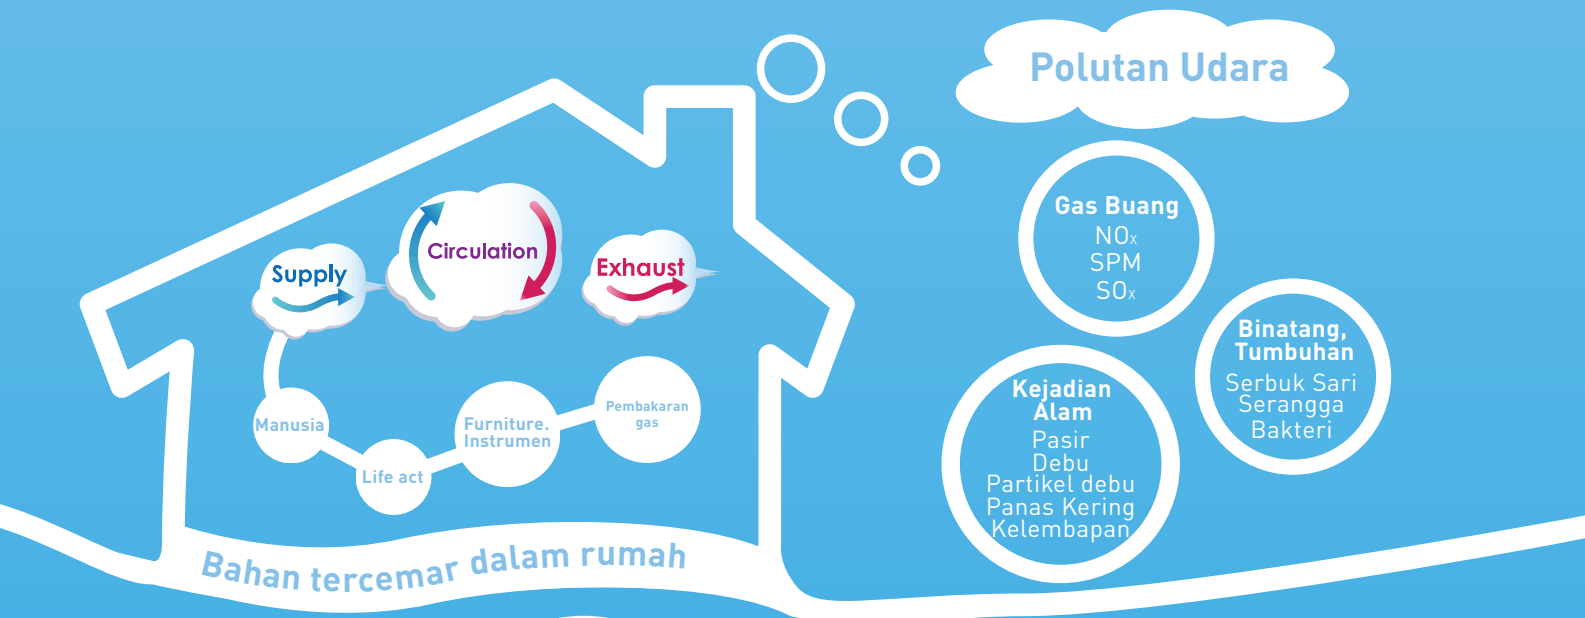 Polutan Udara
Circulation
Supply
Exhaust
Manusia
Life act
Furniture.
Instrumen
Pembakaran
gas
Bahan tercemar dalam rumah
Gas Buang
NOx
SPM
SOx
Binatang,
Tumbuhan
Serbuk Sari
Serangga
Bakteri
Kejadian
Alam
Pasir
Debu
Partikel debu
Panas Kering
Kelembapan